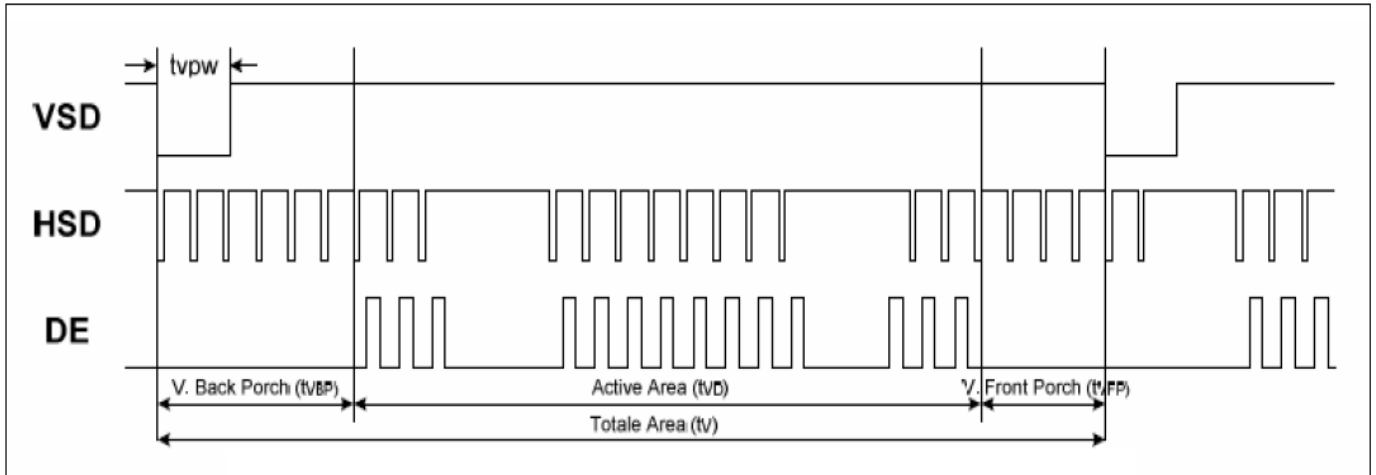 tvpw
VSD
HSD
DE
V. Back Porch (tVBP)
Active Area (tVD)
V. Front Porch (tVFP)
Totale Area (tV)